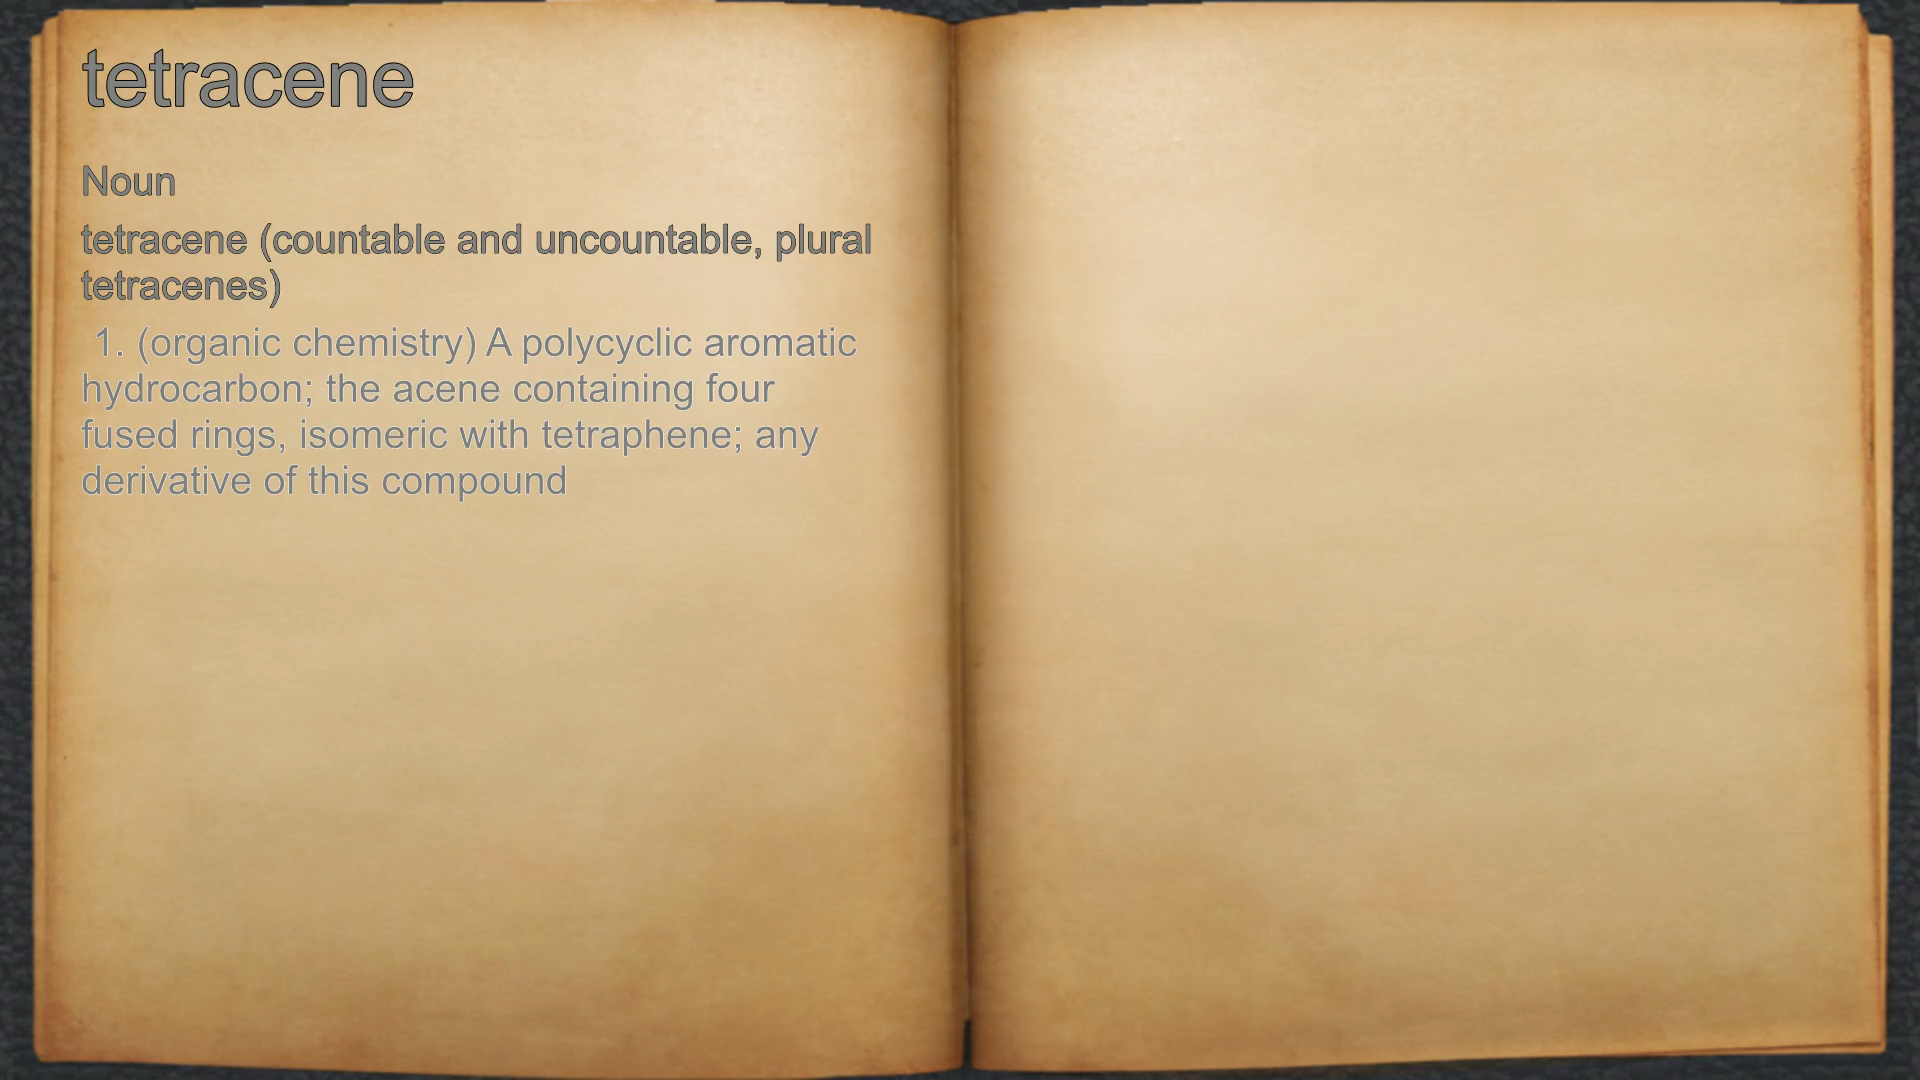 tetracene
Noun
tetracene (countable and uncountable, plural
tetracenes)
1. (organic chemistry) A polycyclic aromatic
hydrocarbon; the acene containing four
fused rings, isomeric with tetraphene; any
derivative of this compound